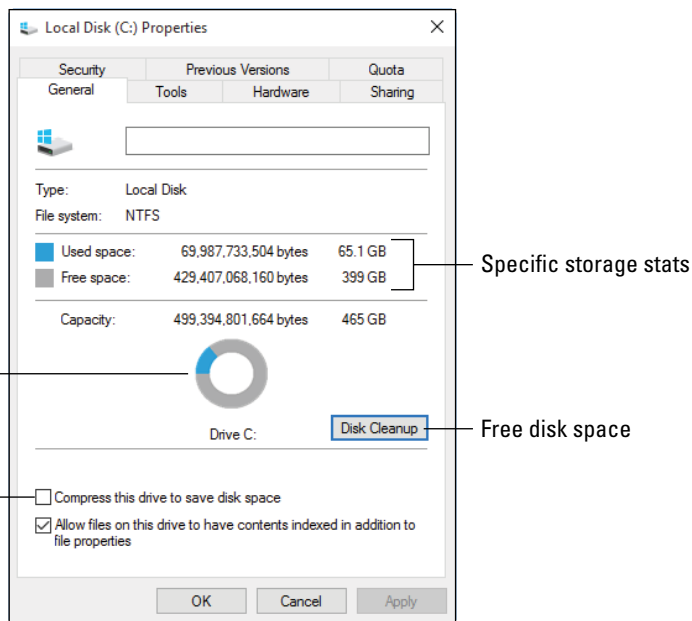 Local Disk (C:) Properties
Security Previous Versions Quota
General Tools Hardware Sharing
Type: Local Disk
File system: NTFS
Used space: 69,987,733,504 bytes 65.1 GB
Free space: 429,407,068,160 bytes 399 GB
Specific storage stats
Capacity: 499,394,801,664 bytes 465 GB
Drive C:
Disk Cleanup
Free disk space
Compress this drive to save disk space
Allow files on this drive to have contents indexed in addition to
file properties
OK Cancel Apply